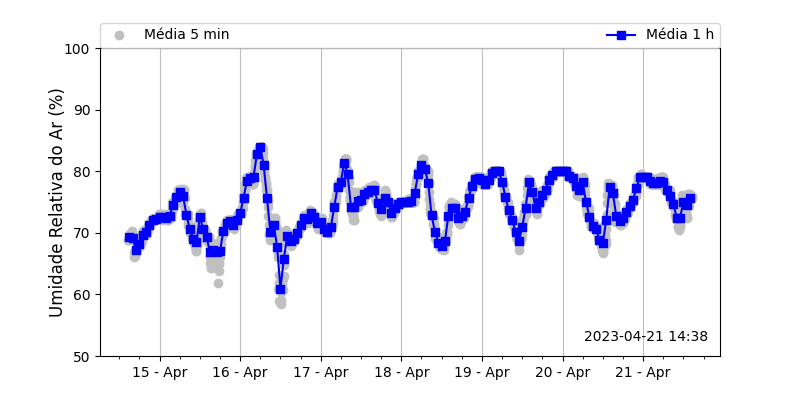 Média 5 min
Média 1 h
Umidade Relativa do Ar (%)
100
90
80
70
60
50
2023-04-21 14:38
15 - Apr
16 - Apr
17 - Apr
18 - Apr
19 - Apr
20 - Apr
21 - Apr